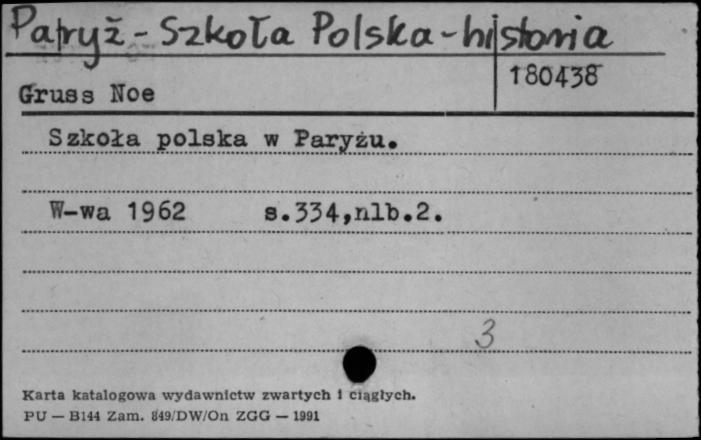 Paryż - Szkoła Polska - historia
180438
Gruss Noe
Szkoła polska w Paryżu.
W-wa 1962 s.334,nlb.2.
3
Karta katalogowa wydawnictw zwartych i ciągłych.
PU — B144 Zam. 849/DW/On ZGG — 1991